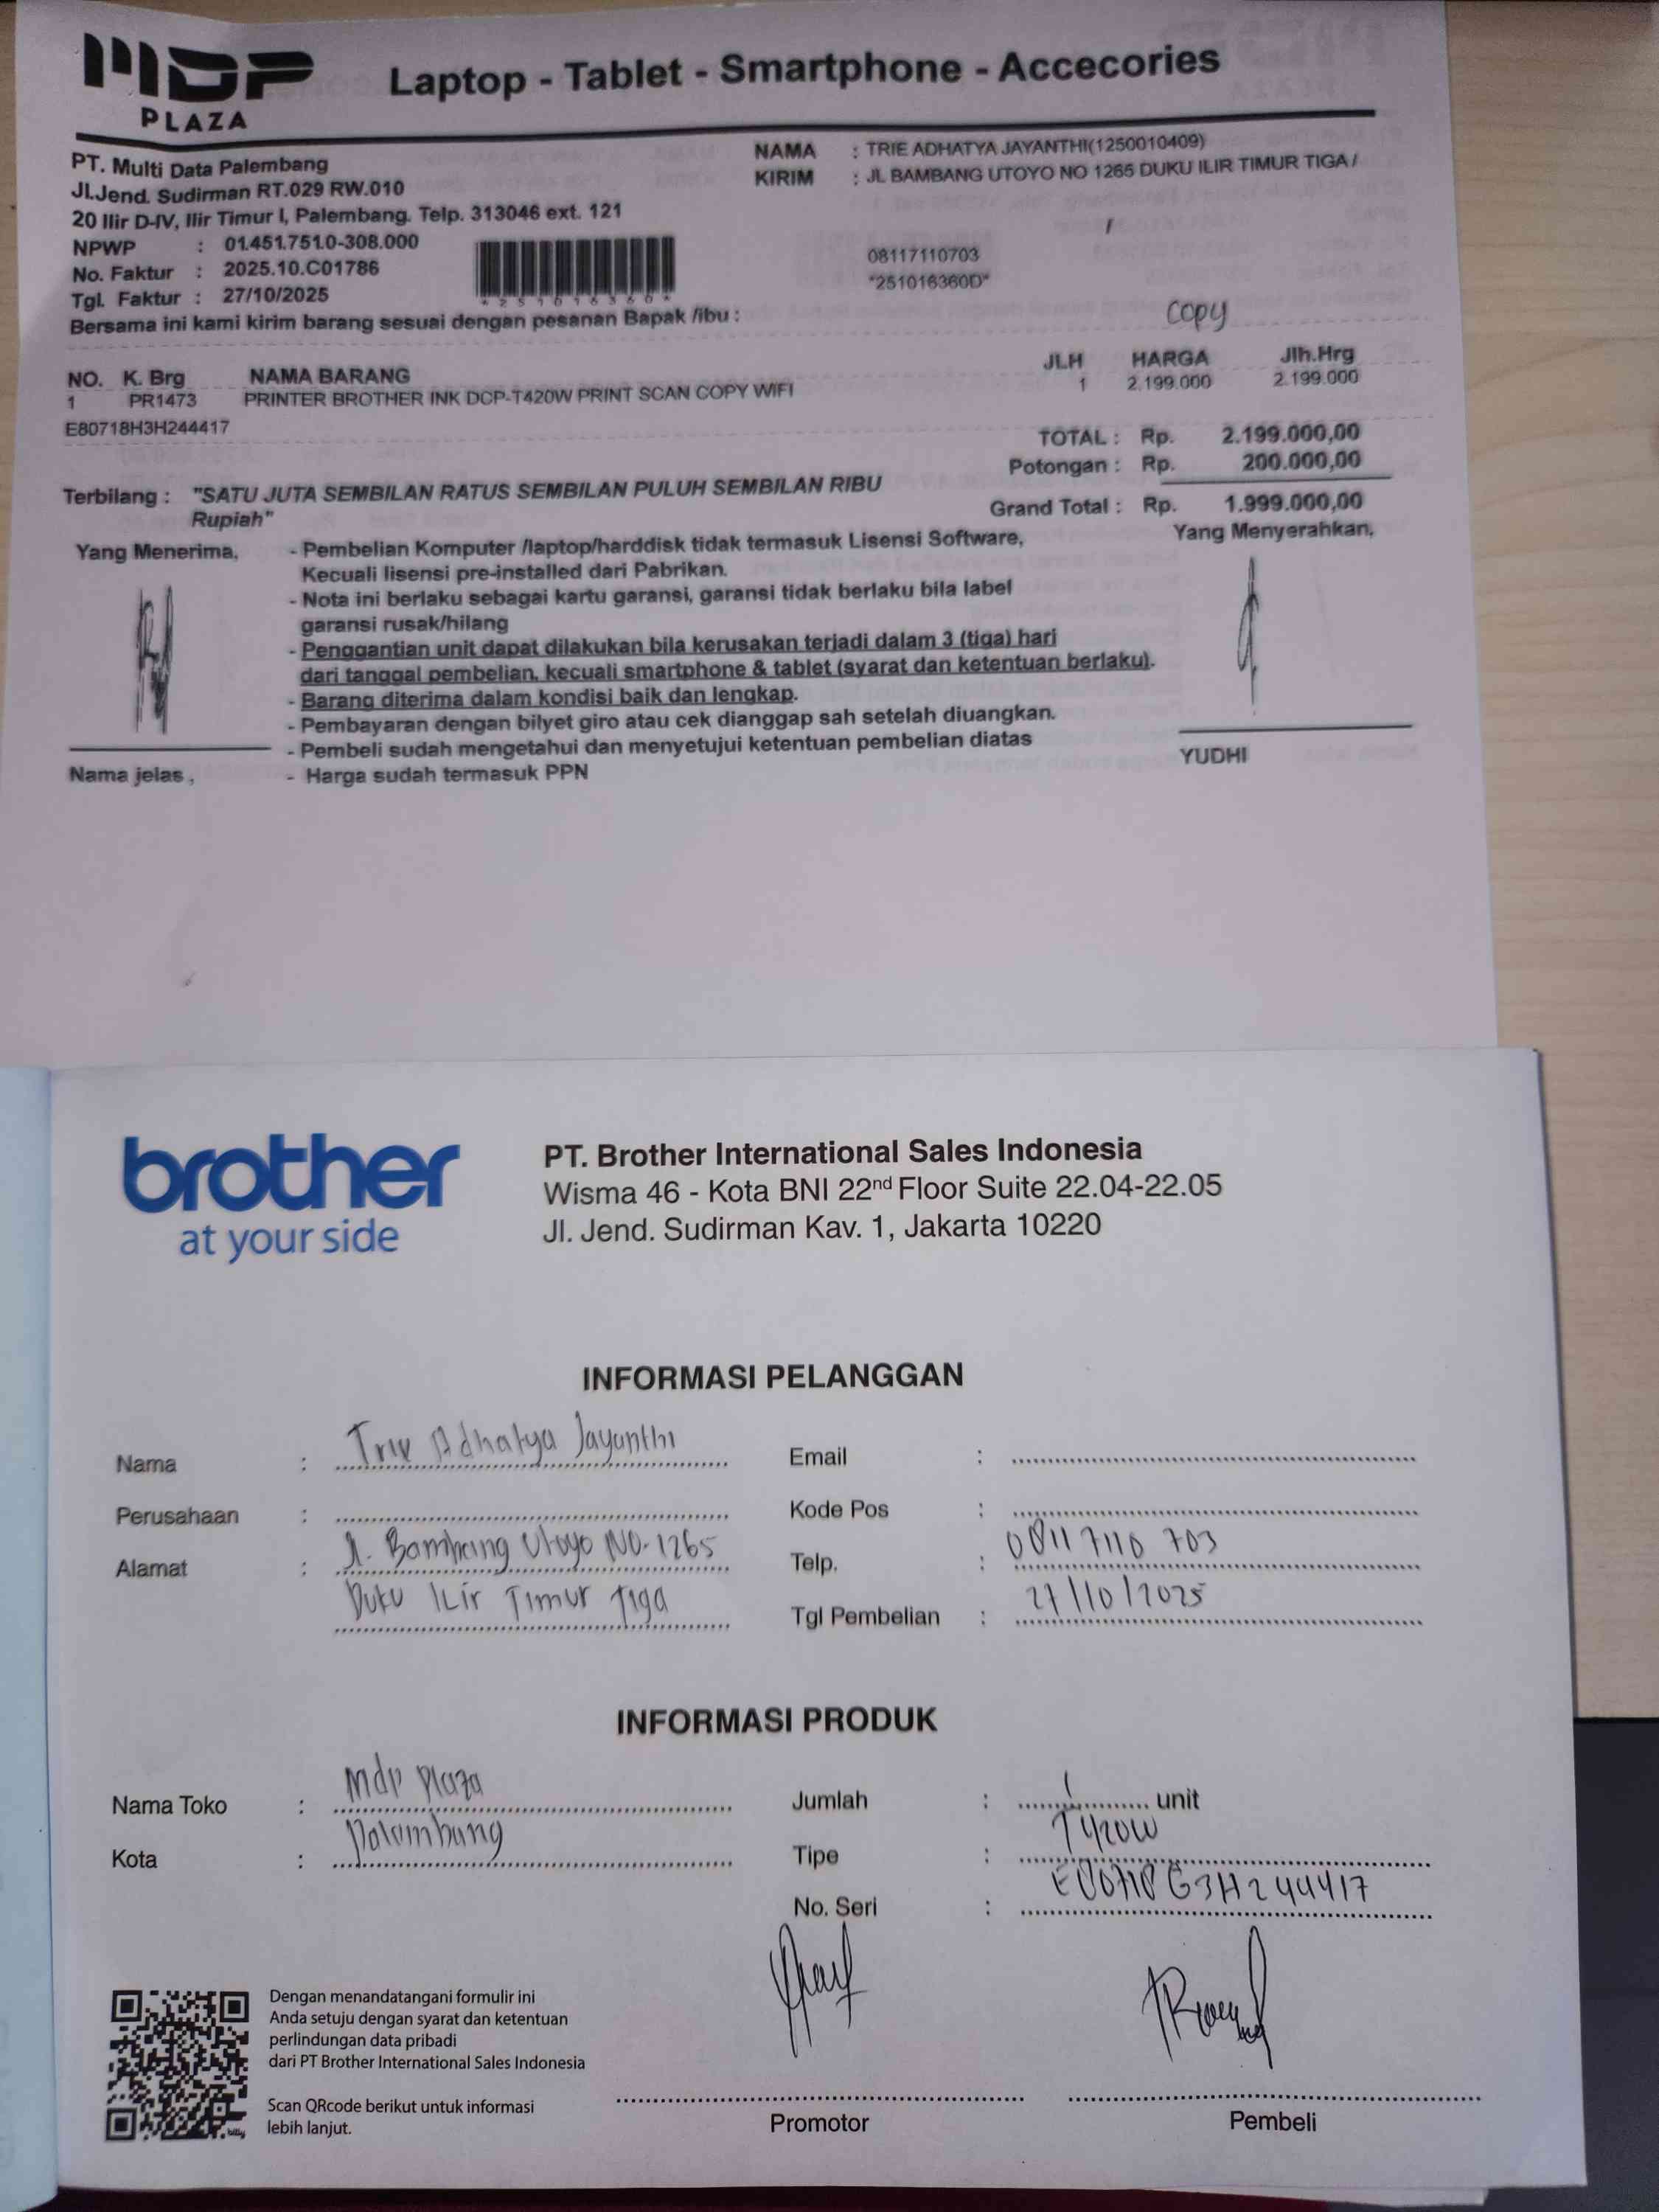 MDP
PLAZA
Laptop - Tablet - Smartphone - Accecories
PT. Multi Data Palembang
Jl.Jend. Sudirman RT.029 RW.010
20 Ilir D-IV, Ilir Timur I, Palembang. Telp. 313046 ext. 121
NPWP : 01.451.751.0-308.000
No. Faktur : 2025.10.C01786
Tgl. Faktur : 27/10/2025
*251016360*
NAMA : TRIE ADHATYA JAYANTHI(1250010409)
KIRIM : JL BAMBANG UTOYO NO 1265 DUKU ILIR TIMUR TIGA /
/
08117110703
*251016360D*
Bersama ini kami kirim barang sesuai dengan pesanan Bapak /ibu :
copy
NO. K. Brg NAMA BARANG JLH HARGA Jlh.Hrg
1 PR1473 PRINTER BROTHER INK DCP-T420W PRINT SCAN COPY WIFI 1 2.199.000 2.199.000
E80718H3H244417
TOTAL : Rp. 2.199.000,00
Potongan : Rp. 200.000,00
Grand Total : Rp. 1.999.000,00
Terbilang : "SATU JUTA SEMBILAN RATUS SEMBILAN PULUH SEMBILAN RIBU
Rupiah"
Yang Menerima,
Yang Menyerahkan,
- Pembelian Komputer /laptop/harddisk tidak termasuk Lisensi Software,
Kecuali lisensi pre-installed dari Pabrikan.
- Nota ini berlaku sebagai kartu garansi, garansi tidak berlaku bila label
garansi rusak/hilang
- Penggantian unit dapat dilakukan bila kerusakan terjadi dalam 3 (tiga) hari
dari tanggal pembelian, kecuali smartphone & tablet (syarat dan ketentuan berlaku).
- Barang diterima dalam kondisi baik dan lengkap.
- Pembayaran dengan bilyet giro atau cek dianggap sah setelah diuangkan.
- Pembeli sudah mengetahui dan menyetujui ketentuan pembelian diatas
- Harga sudah termasuk PPN
Nama jelas ,
YUDHI
brother
at your side
PT. Brother International Sales Indonesia
Wisma 46 - Kota BNI 22nd Floor Suite 22.04-22.05
Jl. Jend. Sudirman Kav. 1, Jakarta 10220
INFORMASI PELANGGAN
Nama : Trie Adhatya Jayanthi
Email :
Perusahaan :
Kode Pos :
Alamat : Jl. Bambang Utoyo NO.1265
Duku Ilir Timur Tiga
Telp. : 08117110 703
Tgl Pembelian : 27/10/2025
INFORMASI PRODUK
Nama Toko : Mdp Plaza
Jumlah : 1 unit
Kota : Palembang
Tipe : T420W
No. Seri : E80718G3H244417
Dengan menandatangani formulir ini
Anda setuju dengan syarat dan ketentuan
perlindungan data pribadi
dari PT Brother International Sales Indonesia
Scan QRcode berikut untuk informasi
lebih lanjut.
Promotor
Pembeli